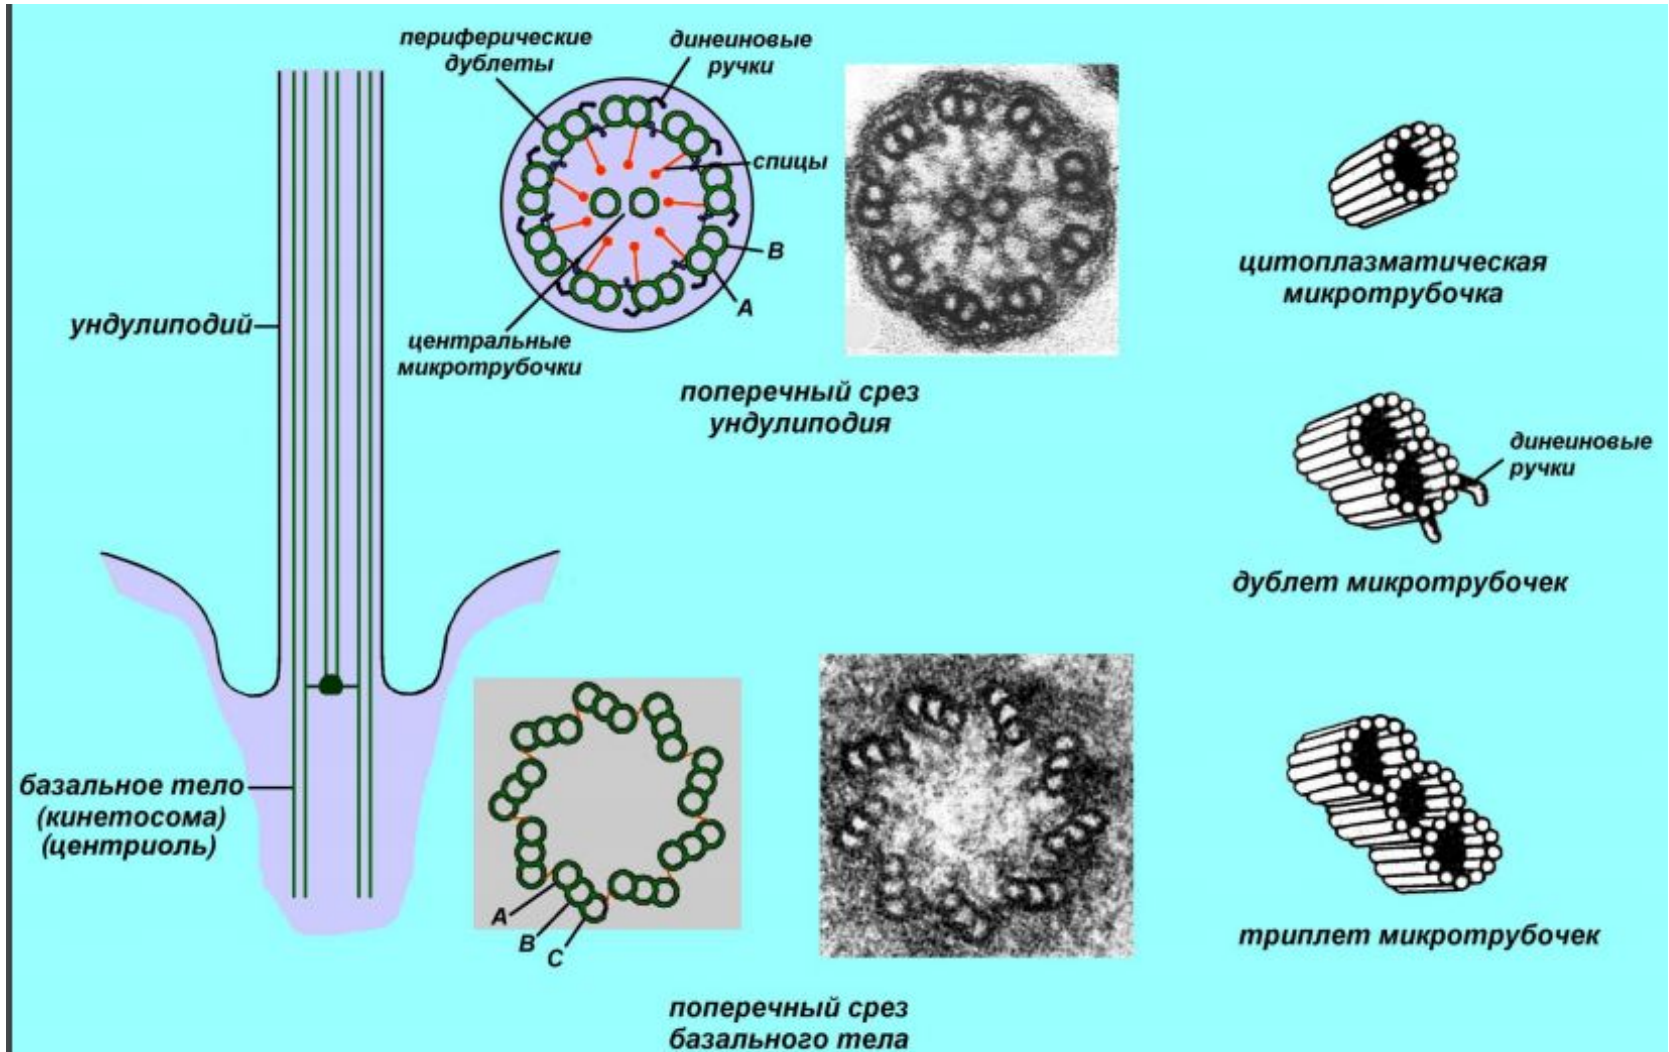 периферические
дублеты
динеиновые
ручки
спицы
B
A
ундулиподий
центральные
микротрубочки
поперечный срез
ундулиподия
цитоплазматическая
микротрубочка
динеиновые
ручки
дублет микротрубочек
базальное тело
(кинетосома)
(центриоль)
A
B
C
триплет микротрубочек
поперечный срез
базального тела